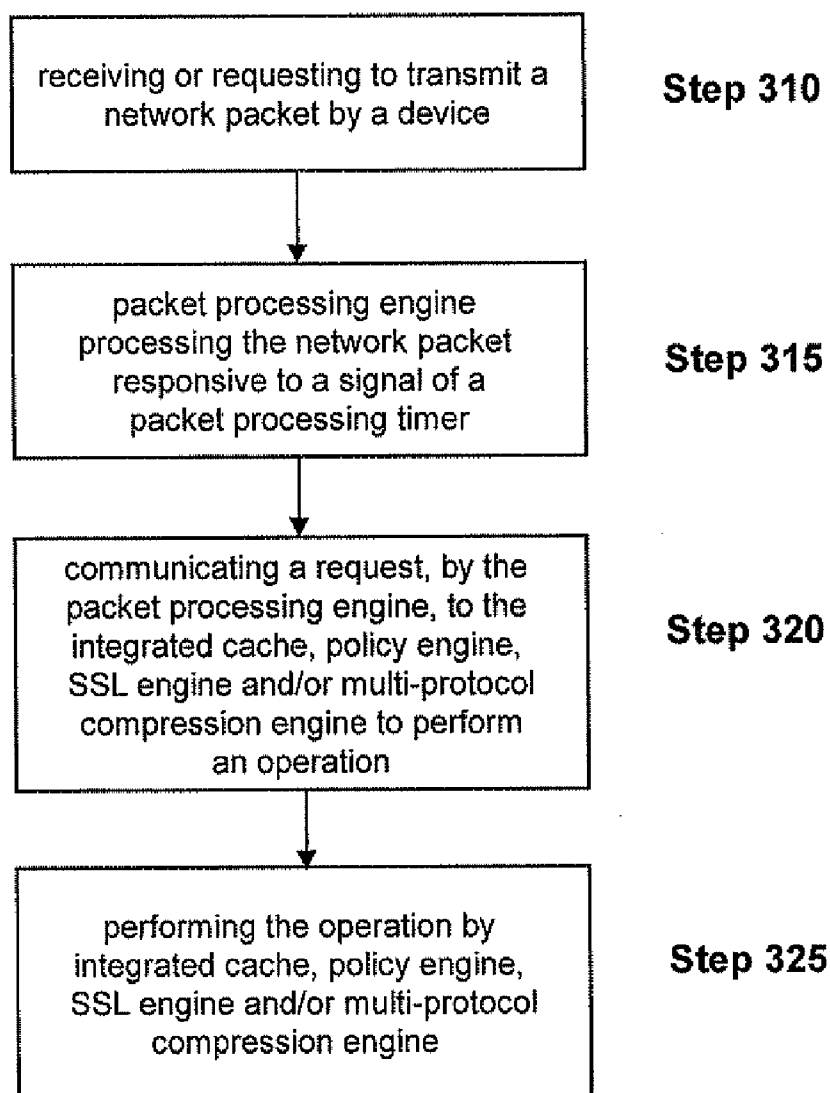 receiving or requesting to transmit a
network packet by a device
Step 310
packet processing engine
processing the network packet
responsive to a signal of a
packet processing timer
Step 315
communicating a request, by the
packet processing engine, to the
integrated cache, policy engine,
SSL engine and/or multi-protocol
compression engine to perform
an operation
Step 320
performing the operation by
integrated cache, policy engine,
SSL engine and/or multi-protocol
compression engine
Step 325